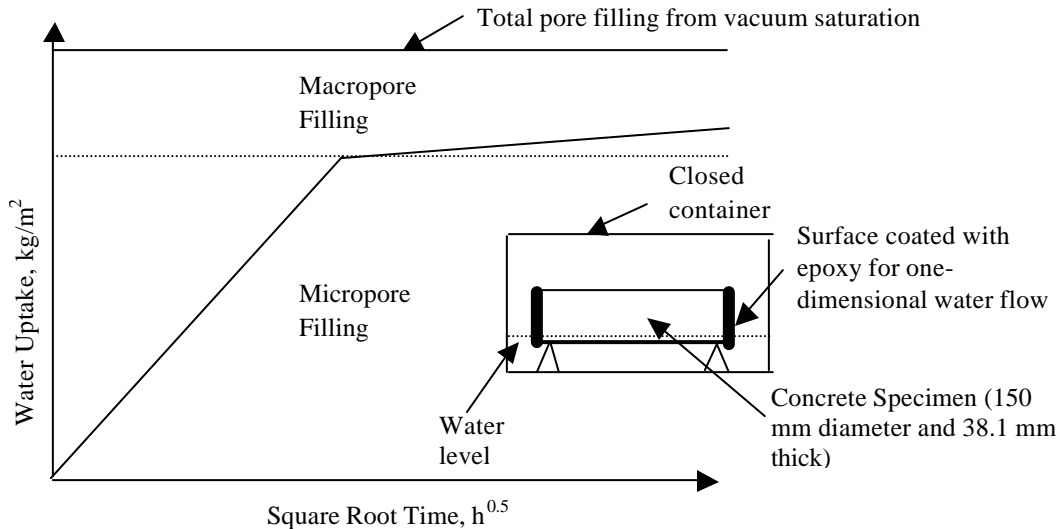 Total pore filling from vacuum saturation
Macropore
Filling
Closed
container
Surface coated with
epoxy for one-
dimensional water flow
Micropore
Filling
Water Uptake, kg/m²
Water
level
Concrete Specimen (150
mm diameter and 38.1 mm
thick)
Square Root Time, h^0.5